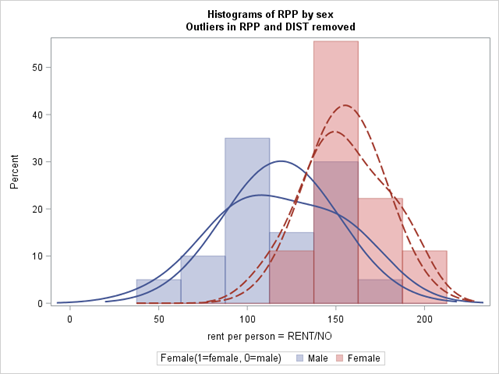 Histograms of RPP by sex
Outliers in RPP and DIST removed
Percent
50
40
30
20
10
0
0
50
100
150
200
rent per person = RENT/NO
Female(1=female, 0=male)
Male
Female